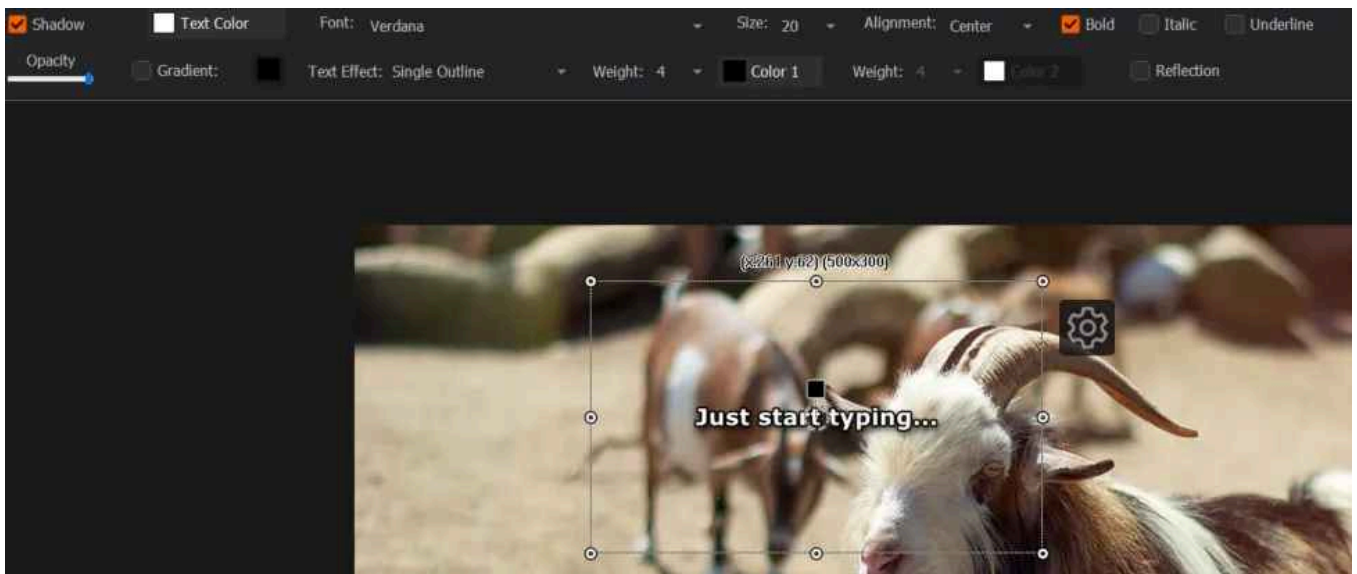 Shadow Text Color Font: Verdana Size: 20 Alignment: Center Bold Italic Underline
Opacity Gradient: Text Effect: Single Outline Weight: 4 Color 1 Weight: 4 Color 2 Reflection
(x:261 y:62) (500x300)
Just start typing...